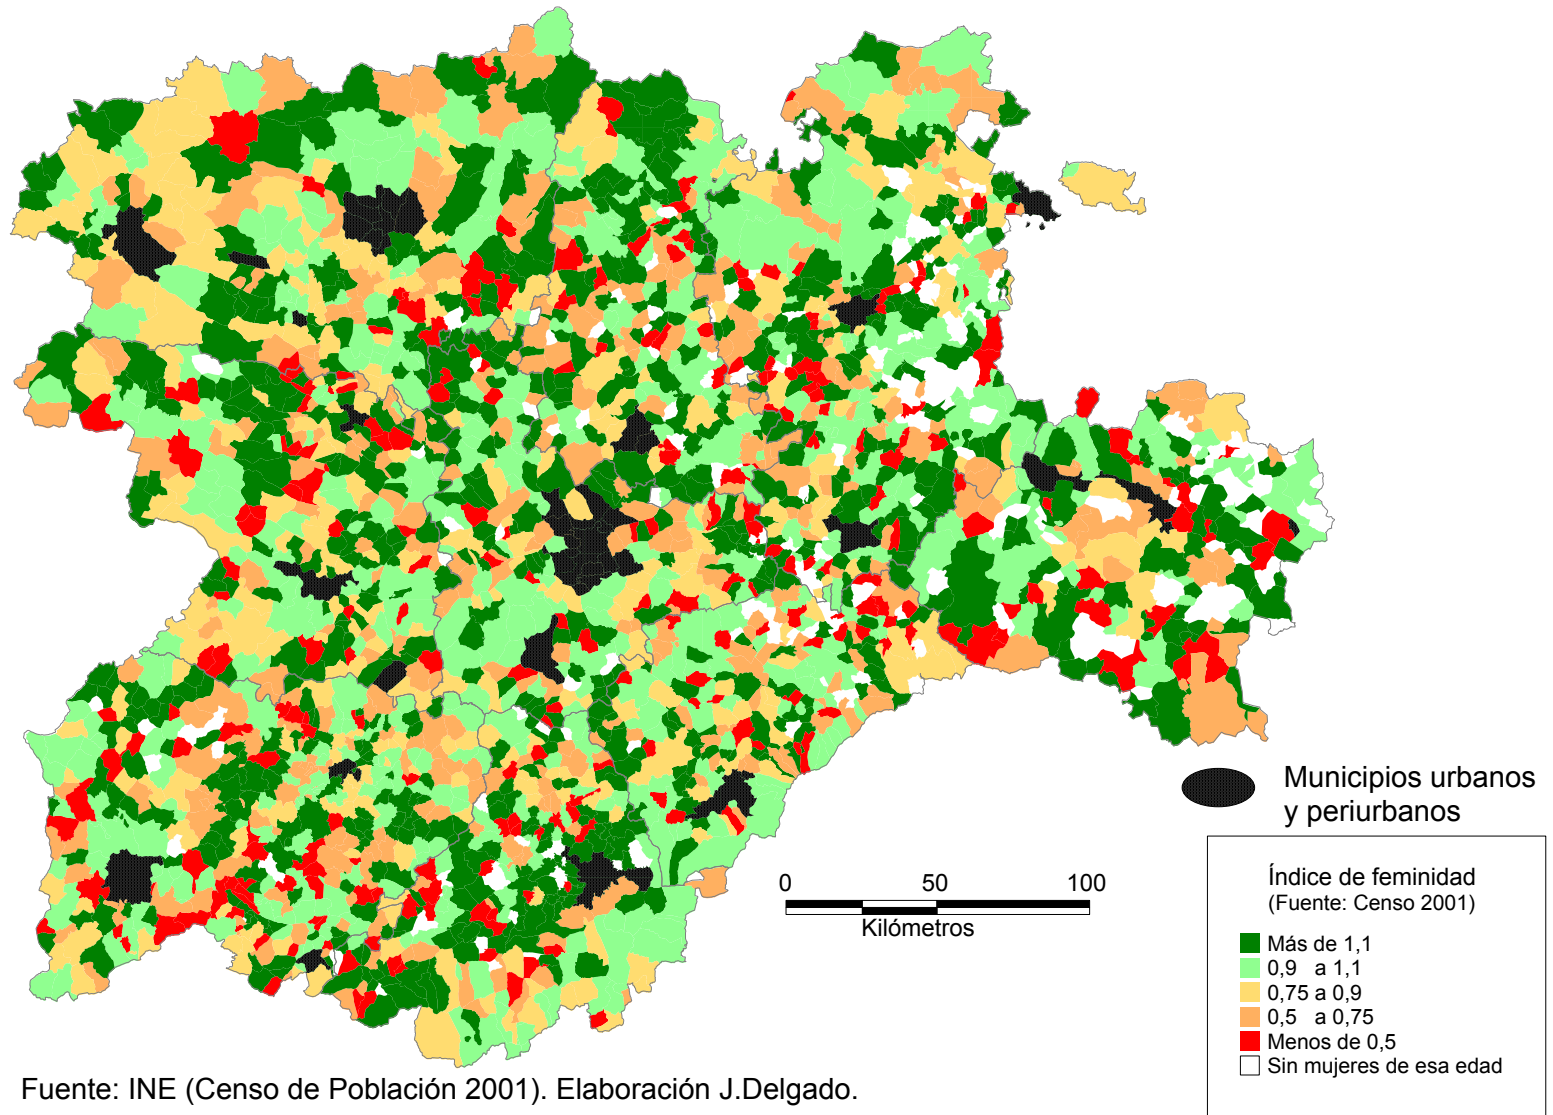 Municipios urbanos
y periurbanos
0 50 100
Kilómetros
Índice de feminidad
(Fuente: Censo 2001)
Más de 1,1
0,9 a 1,1
0,75 a 0,9
0,5 a 0,75
Menos de 0,5
Sin mujeres de esa edad
Fuente: INE (Censo de Población 2001). Elaboración J.Delgado.